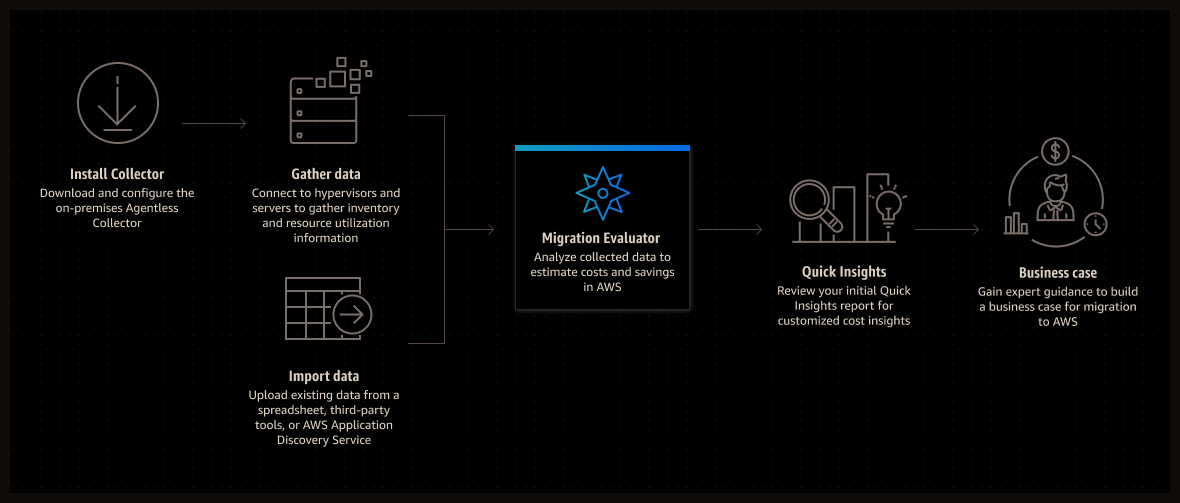 Install Collector
Download and configure the
on-premises Agentless
Collector
Gather data
Connect to hypervisors and
servers to gather inventory
and resource utilization
information
Import data
Upload existing data from a
spreadsheet, third-party
tools, or AWS Application
Discovery Service
Migration Evaluator
Analyze collected data to
estimate costs and savings
in AWS
Quick Insights
Review your initial Quick
Insights report for
customized cost insights
$
Business case
Gain expert guidance to build
a business case for migration
to AWS